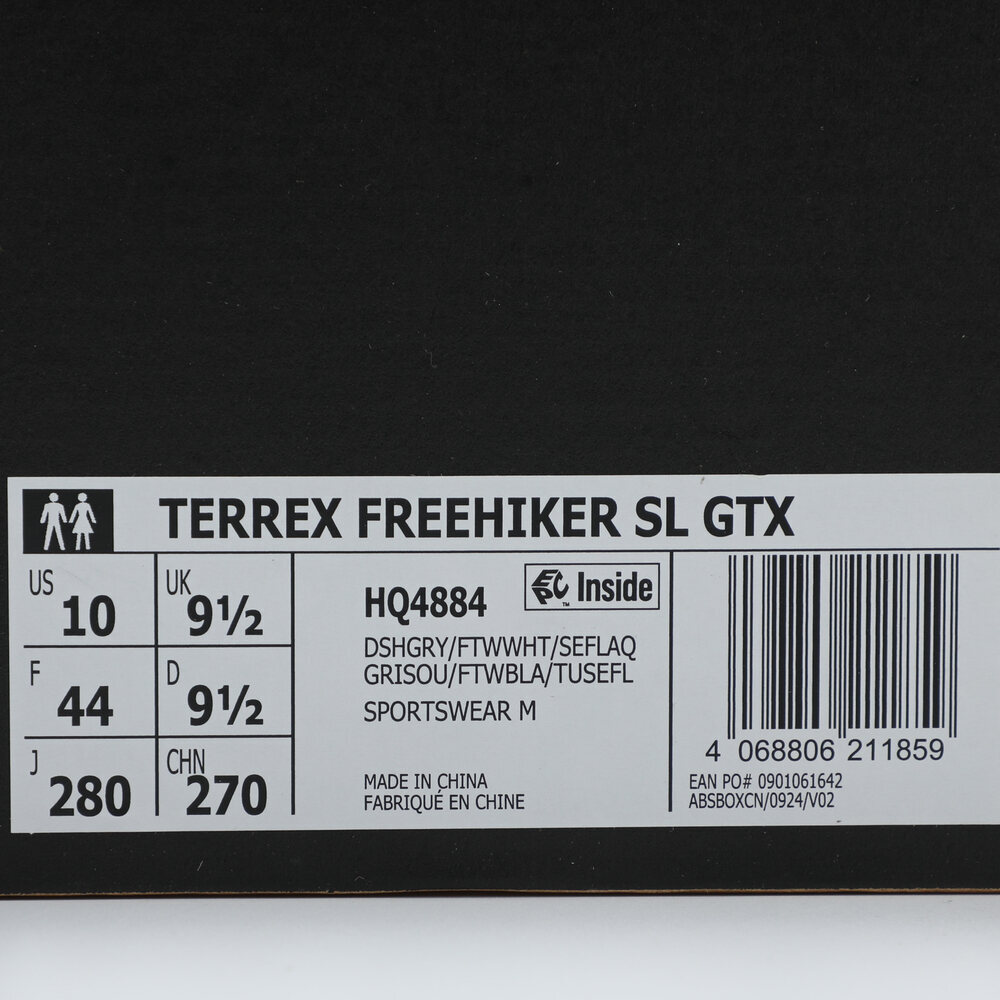 TERREX FREEHIKER SL GTX
US 10
UK 9½
F 44
D 9½
J 280
CHN 270
HQ4884
EPC Inside
™
DSHGRY/FTWWHT/SEFLAQ
GRISOU/FTWBLA/TUSEFL
SPORTSWEAR M
MADE IN CHINA
FABRIQUÉ EN CHINE
4 068806 211859
EAN PO# 0901061642
ABSBOXCN/0924/V02